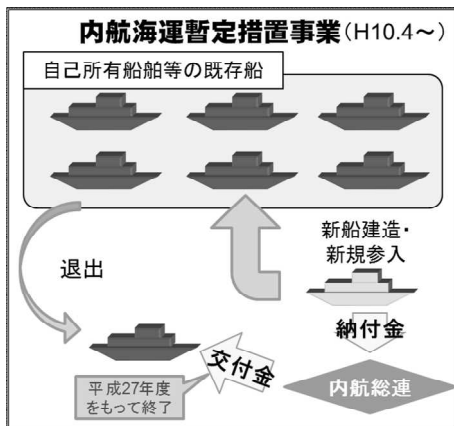 内航海運暫定措置事業(H10.4～)
自己所有船舶等の既存船
新船建造・
新規参入
退出
納付金
交付金
内航総連
平成27年度
をもって終了